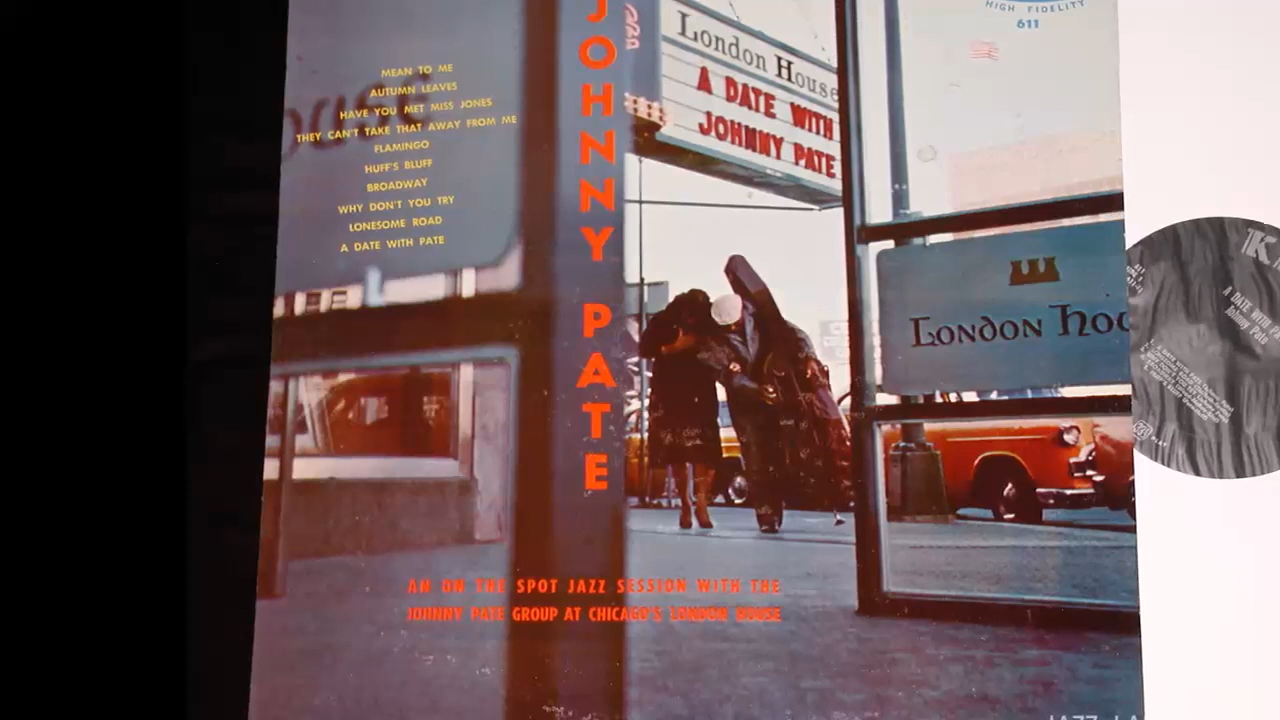 HIGH FIDELITY
611
MEAN TO ME
AUTUMN LEAVES
HAVE YOU MET MISS JONES
THEY CAN'T TAKE THAT AWAY FROM ME
FLAMINGO
HUFF'S BLUFF
BROADWAY
WHY DON'T YOU TRY
LONESOME ROAD
A DATE WITH PATE
JOHNNY PATE
London House
A DATE WITH
JOHNNY PATE
London Hou
AN ON THE SPOT JAZZ SESSION WITH THE
JOHNNY PATE GROUP AT CHICAGO'S LONDON HOUSE
K
A DATE WITH
Johnny Pate
JAZZ